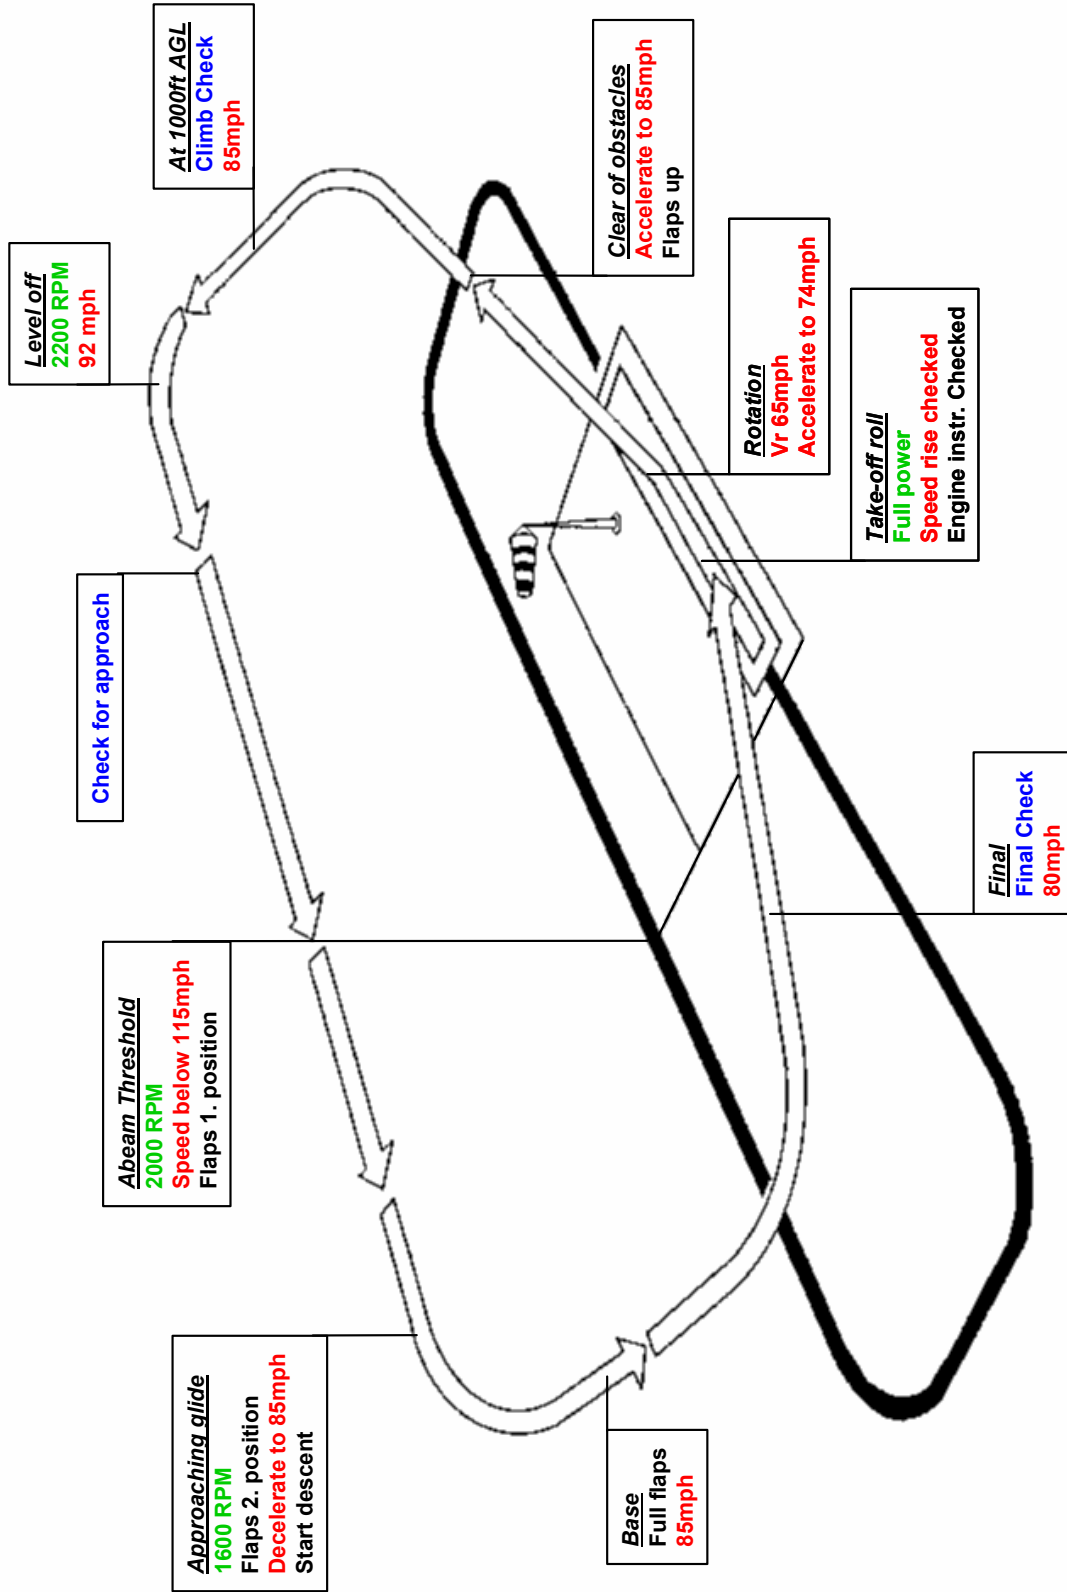 Approaching glide
1600 RPM
Flaps 2. position
Decelerate to 85mph
Start descent
Abeam Threshold
2000 RPM
Speed below 115mph
Flaps 1. position
Check for approach
Level off
2200 RPM
92 mph
At 1000ft AGL
Climb Check
85mph
Base
Full flaps
85mph
Clear of obstacles
Accelerate to 85mph
Flaps up
Rotation
Vr 65mph
Accelerate to 74mph
Take-off roll
Full power
Speed rise checked
Engine instr. Checked
Final
Final Check
80mph